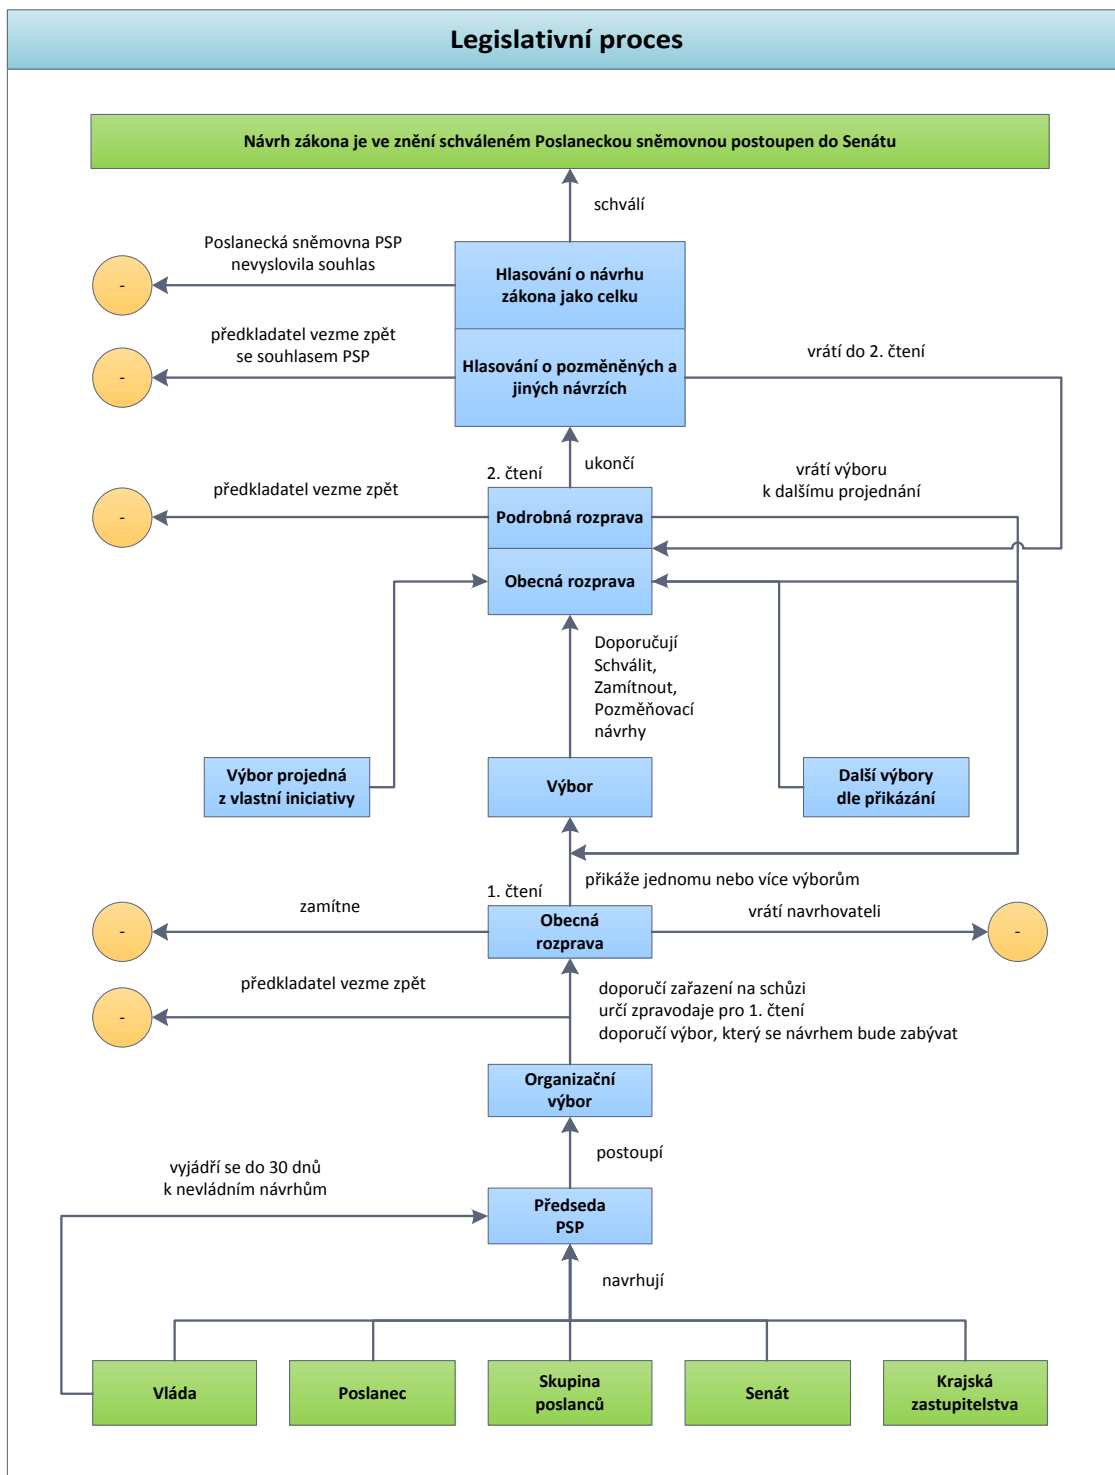 Legislativní proces
Návrh zákona je ve znění schváleném Poslaneckou sněmovnou postoupen do Senátu
schválí
Poslanecká sněmovna PSP
nevyslovila souhlas
-
Hlasování o návrhu
zákona jako celku
předkladatel vezme zpět
se souhlasem PSP
-
Hlasování o pozměněných a
jiných návrzích
vrátí do 2. čtení
2. čtení
ukončí
předkladatel vezme zpět
-
Podrobná rozprava
vrátí výboru
k dalšímu projednání
Obecná rozprava
Doporučují
Schválit,
Zamítnout,
Pozměňovací
návrhy
Výbor projedná
z vlastní iniciativy
Výbor
Další výbory
dle přikázání
přikáže jednomu nebo více výborům
1. čtení
zamítne
-
Obecná
rozprava
vrátí navrhovateli
-
předkladatel vezme zpět
-
doporučí zařazení na schůzi
určí zpravodaje pro 1. čtení
doporučí výbor, který se návrhem bude zabývat
Organizační
výbor
postoupí
vyjádří se do 30 dnů
k nevládním návrhům
Předseda
PSP
navrhují
Vláda
Poslanec
Skupina
poslanců
Senát
Krajská
zastupitelstva